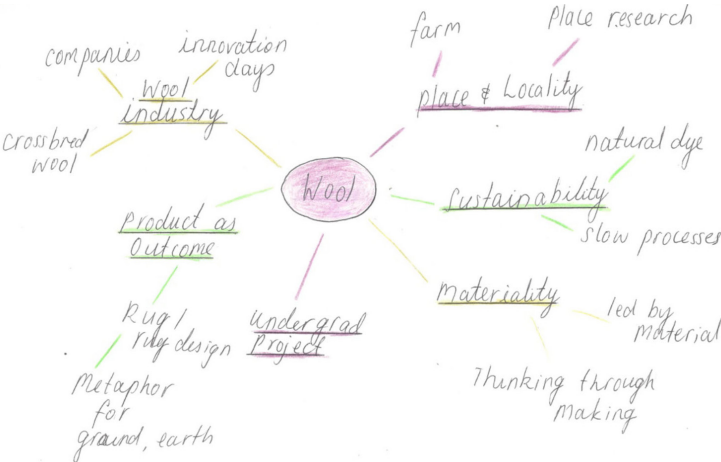 companies
innovation
days
Wool
industry
crossbred
wool
farm
Place research
place & Locality
natural dye
Sustainability
slow processes
Wool
Product as
Outcome
Rug/
rug design
Metaphor
for
ground, earth
Undergrad
Project
Materiality
led by
material
Thinking through
making